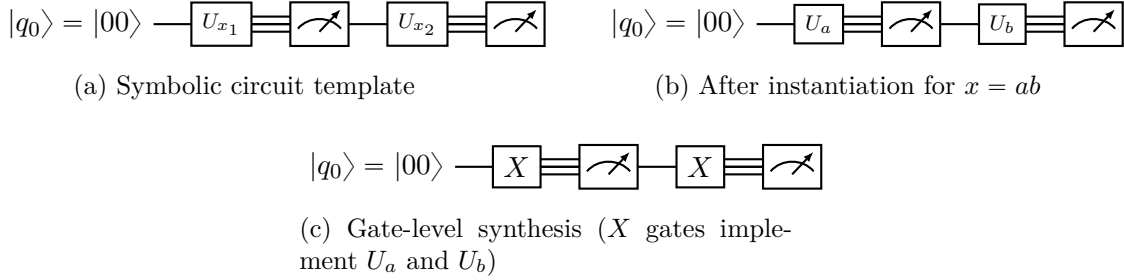 |q₀⟩ = |00⟩ U_{x₁} U_{x₂}
|q₀⟩ = |00⟩ U_a U_b
(a) Symbolic circuit template
(b) After instantiation for x = ab
|q₀⟩ = |00⟩ X X
(c) Gate-level synthesis (X gates imple-
ment U_a and U_b)